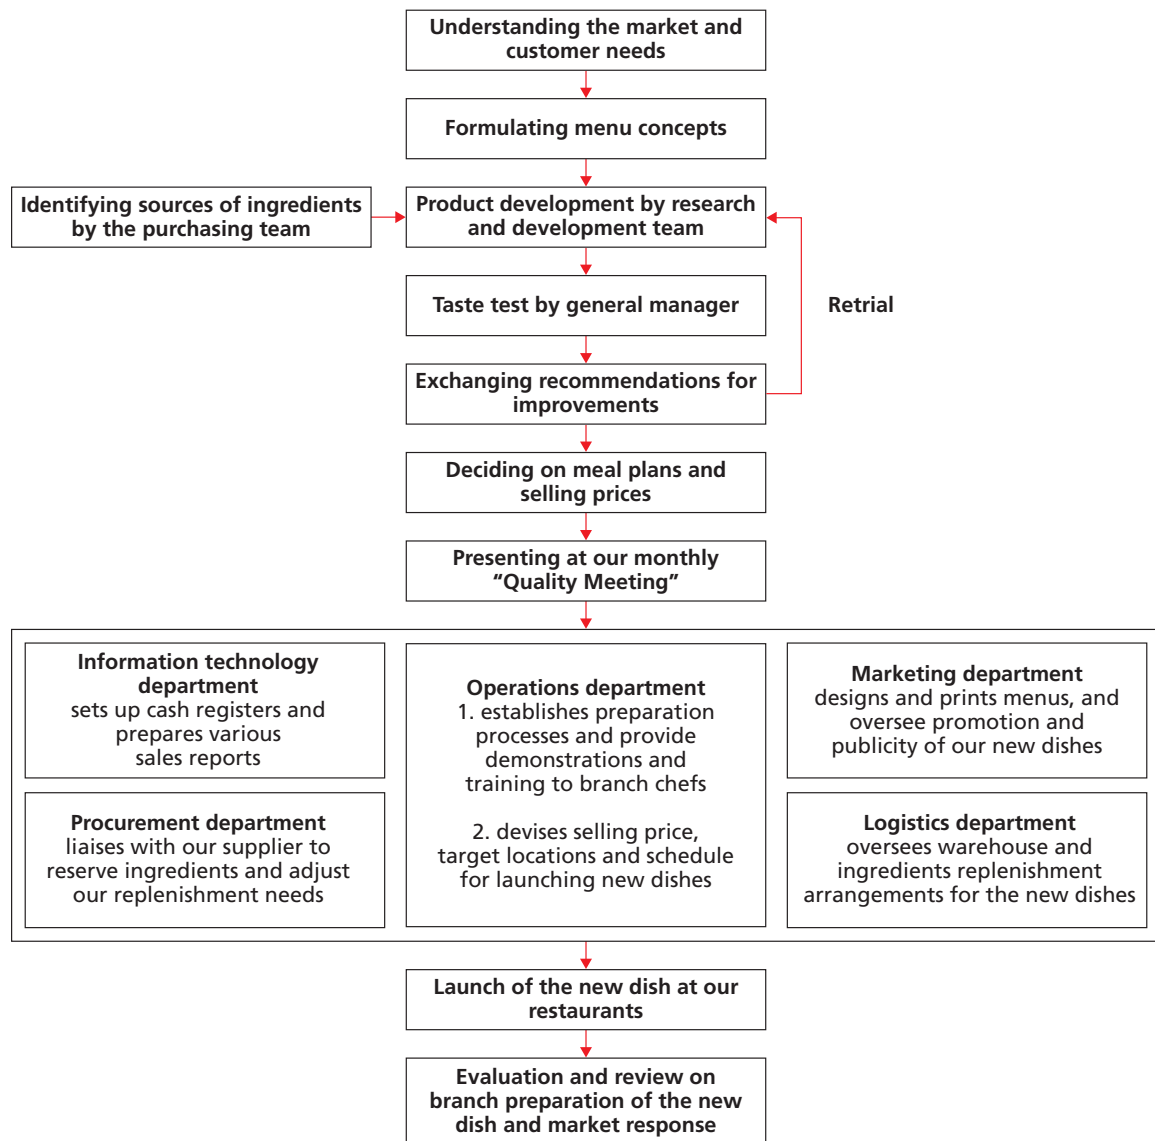 Understanding the market and
customer needs
Formulating menu concepts
Identifying sources of ingredients
by the purchasing team
Product development by research
and development team
Taste test by general manager
Retrial
Exchanging recommendations for
improvements
Deciding on meal plans and
selling prices
Presenting at our monthly
“Quality Meeting”
Information technology
department
sets up cash registers and
prepares various
sales reports
Procurement department
liaises with our supplier to
reserve ingredients and adjust
our replenishment needs
Operations department
1. establishes preparation
processes and provide
demonstrations and
training to branch chefs
2. devises selling price,
target locations and schedule
for launching new dishes
Marketing department
designs and prints menus, and
oversee promotion and
publicity of our new dishes
Logistics department
oversees warehouse and
ingredients replenishment
arrangements for the new dishes
Launch of the new dish at our
restaurants
Evaluation and review on
branch preparation of the new
dish and market response